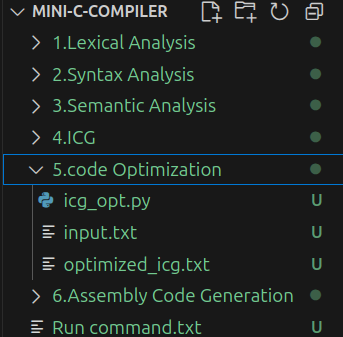 MINI-C-COMPILER
1.Lexical Analysis
2.Syntax Analysis
3.Semantic Analysis
4.ICG
5.code Optimization
icg_opt.py U
input.txt U
optimized_icg.txt U
6.Assembly Code Generation
Run command.txt U